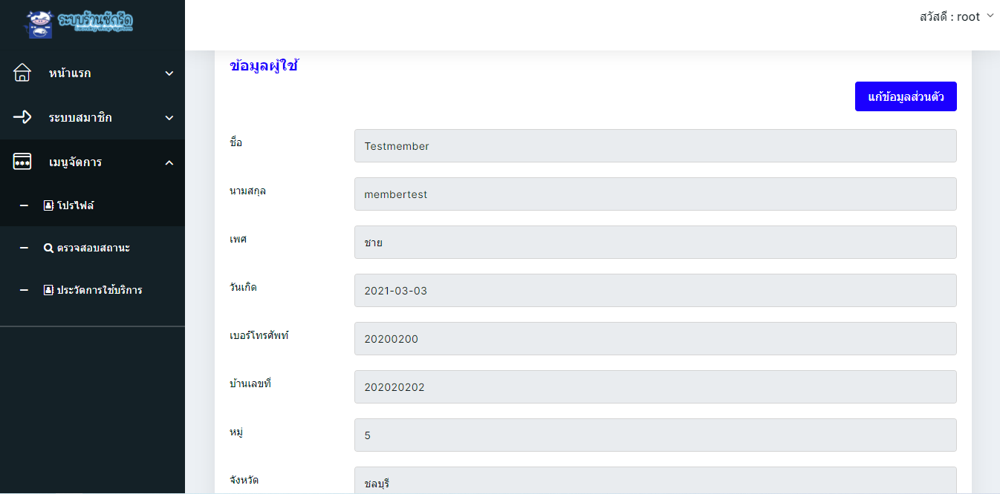 ระบบร้านซักรีด
สวัสดี : root
หน้าแรก
ระบบสมาชิก
เมนูจัดการ
โปรไฟล์
ตรวจสอบสถานะ
ประวัตการใช้บริการ
ข้อมูลผู้ใช้
แก้ข้อมูลส่วนตัว
ชื่อ
Testmember
นามสกุล
membertest
เพศ
ชาย
วันเกิด
2021-03-03
เบอร์โทรศัพท์
20200200
บ้านเลขที่
202020202
หมู่
5
จังหวัด
ชลบุรี